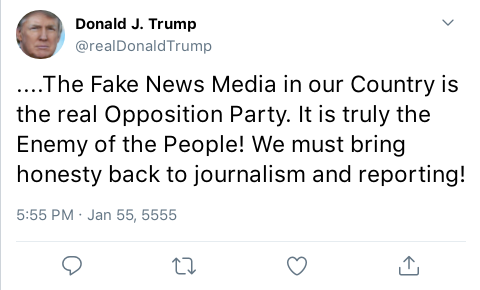 Donald J. Trump
@realDonaldTrump
....The Fake News Media in our Country is
the real Opposition Party. It is truly the
Enemy of the People! We must bring
honesty back to journalism and reporting!
5:55 PM · Jan 55, 5555